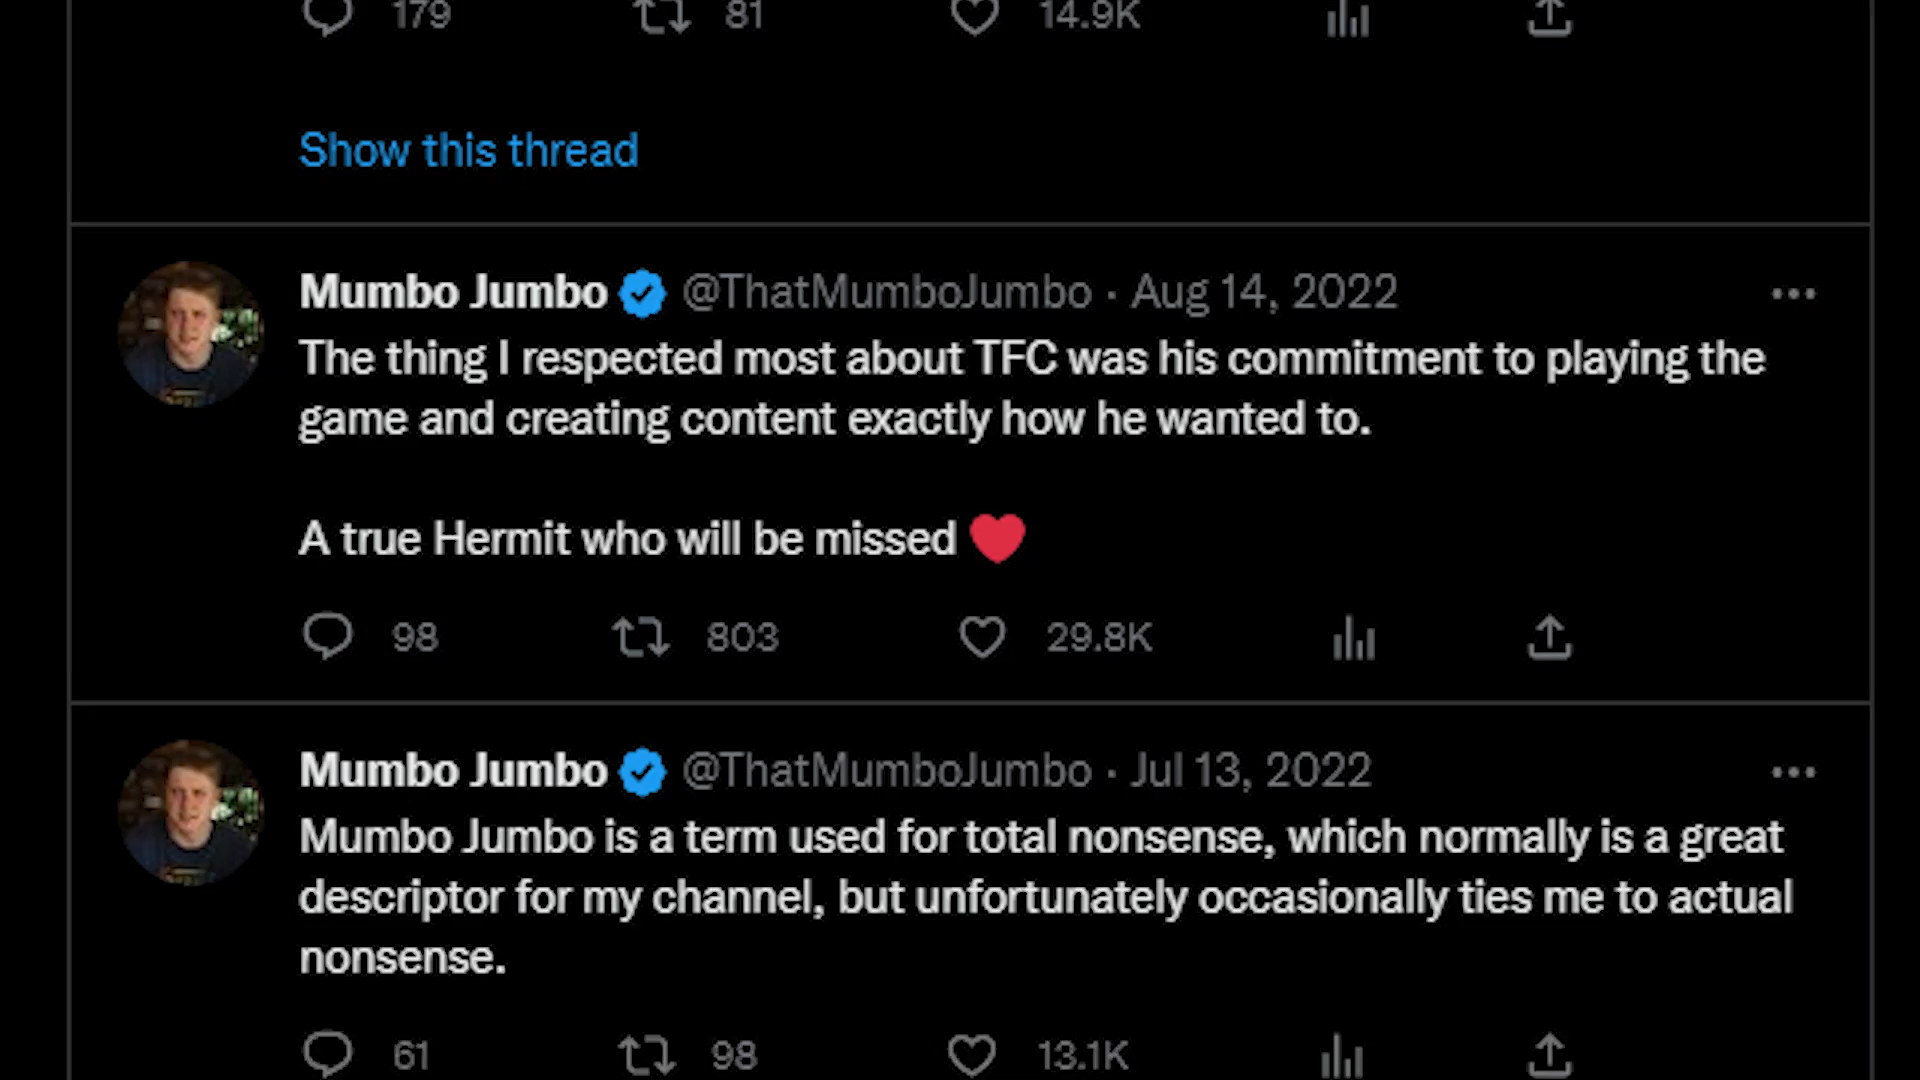 179 81 14.9K
Show this thread
Mumbo Jumbo @ThatMumboJumbo · Aug 14, 2022
The thing I respected most about TFC was his commitment to playing the
game and creating content exactly how he wanted to.
A true Hermit who will be missed ❤️
98 803 29.8K
Mumbo Jumbo @ThatMumboJumbo · Jul 13, 2022
Mumbo Jumbo is a term used for total nonsense, which normally is a great
descriptor for my channel, but unfortunately occasionally ties me to actual
nonsense.
61 98 13.1K